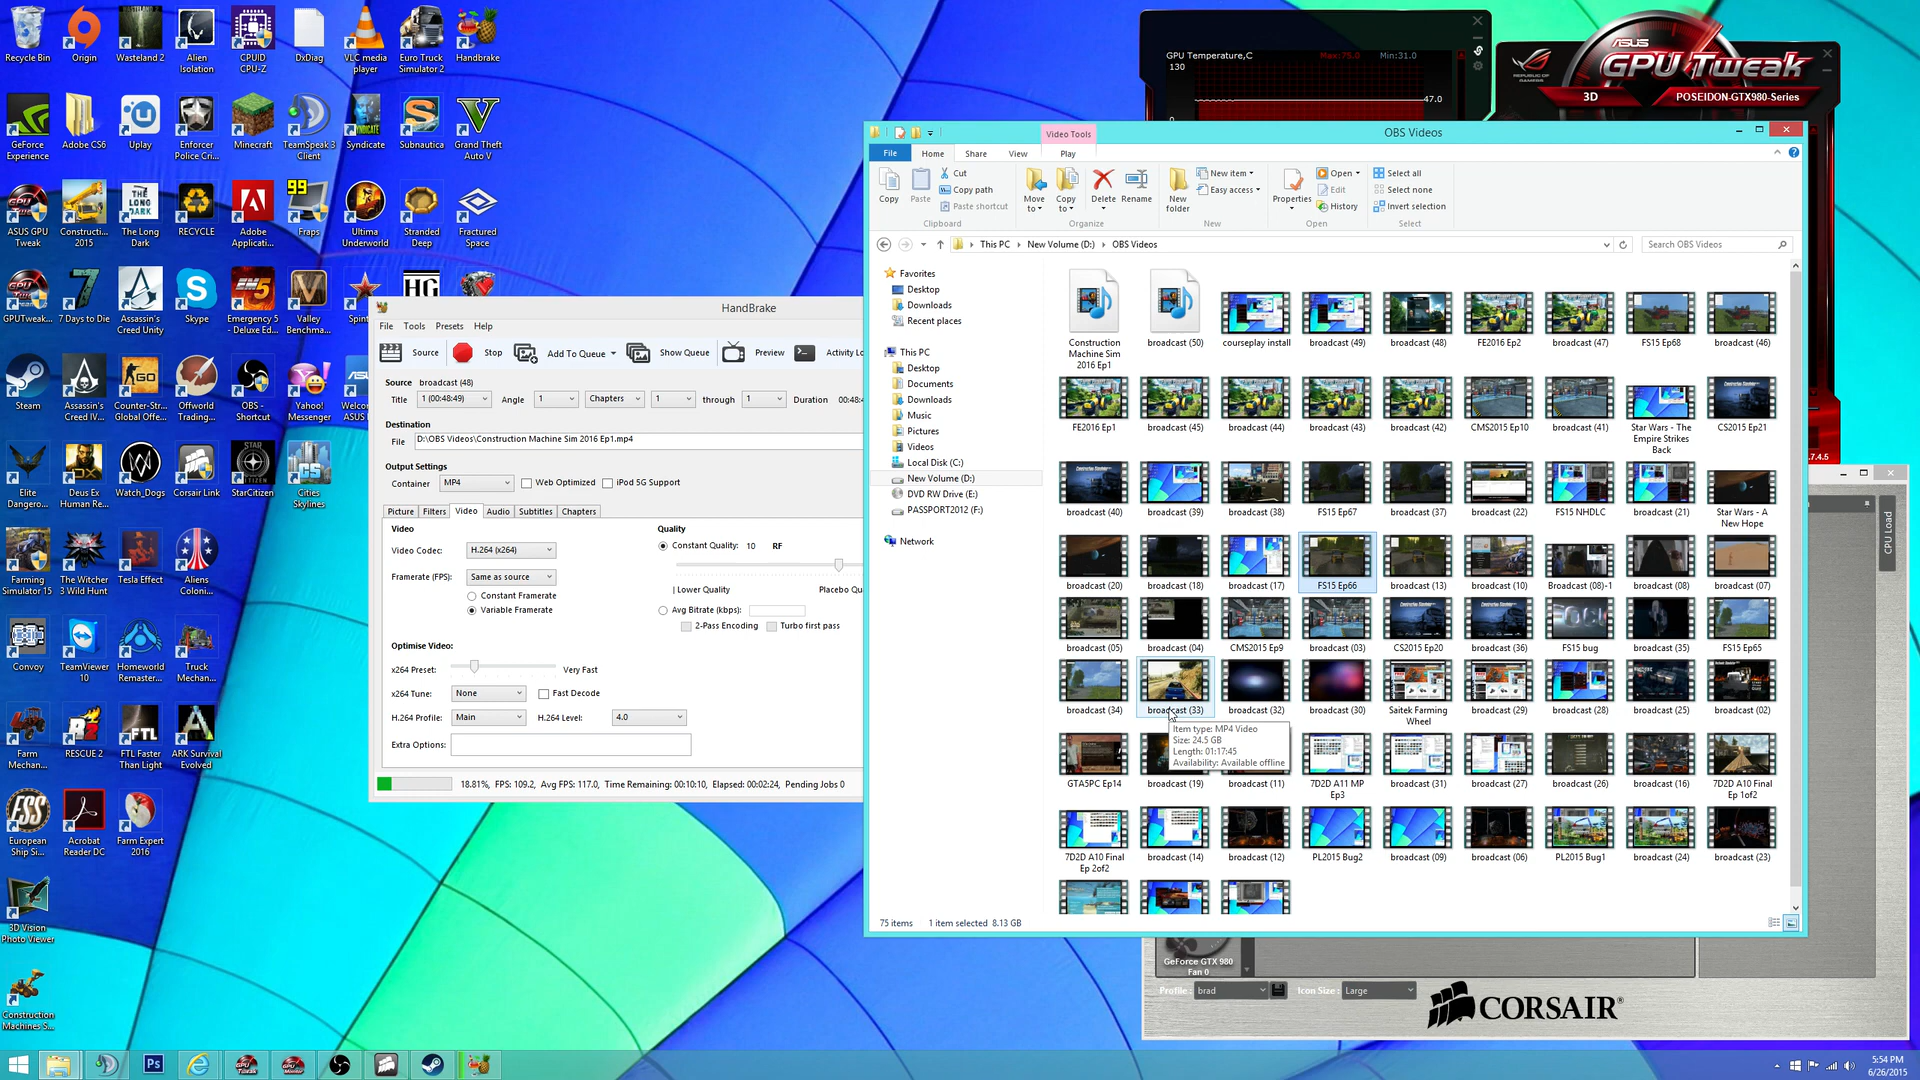 Recycle Bin
Origin
Wasteland 2
Alien Isolation
CPUID CPU-Z
DxDiag
VLC media player
Euro Truck Simulator 2
Handbrake
GeForce Experience
Adobe CS6
Uplay
Enforcer Police Cri...
Minecraft
TeamSpeak 3 Client
Syndicate
Subnautica
Grand Theft Auto V
ASUS GPU Tweak
Constructi... 2015
The Long Dark
RECYCLE
Adobe Applicati...
99
Fraps
Ultima Underworld
Stranded Deep
Fractured Space
GPUTweak...
7 Days to Die
Assassin's Creed Unity
Skype
Emergency 5 - Deluxe Ed...
Valley Benchma...
Steam
Assassin's Creed IV...
Counter-Str... Global Offe...
Offworld Trading...
OBS - Shortcut
Yahoo! Messenger
Elite Dangero...
Deus Ex Human Re...
Watch_Dogs
Corsair Link
StarCitizen
Cities Skylines
Farming Simulator 15
The Witcher 3 Wild Hunt
Tesla Effect
Aliens Coloni...
Convoy
TeamViewer 10
Homeworld Remaster...
Truck Mechan...
Farm Mechan...
RESCUE 2
FTL Faster Than Light
ARK Survival Evolved
European Ship Si...
Acrobat Reader DC
Farm Expert 2016
3D Vision Photo Viewer
Construction Machines S...
HandBrake
File Tools Presets Help
Source Stop Add To Queue Show Queue Preview Activity Lo
Source broadcast (48)
Title 1 (00:48:49) Angle 1 Chapters 1 through 1 Duration 00:48:4
Destination
File D:\OBS Videos\Construction Machine Sim 2016 Ep1.mp4
Output Settings
Container MP4 Web Optimized iPod 5G Support
Picture Filters Video Audio Subtitles Chapters
Video Quality
Video Codec: H.264 (x264) Constant Quality: 10 RF
Framerate (FPS): Same as source
Constant Framerate | Lower Quality Placebo Qu
Variable Framerate Avg Bitrate (kbps):
2-Pass Encoding Turbo first pass
Optimise Video:
x264 Preset: Very Fast
x264 Tune: None Fast Decode
H.264 Profile: Main H.264 Level: 4.0
Extra Options:
18.81%, FPS: 109.2, Avg FPS: 117.0, Time Remaining: 00:10:10, Elapsed: 00:02:24, Pending Jobs 0
GPU Temperature,C Max:75.0 Min:31.0
130
47.0
0
ASUS
GPU Tweak
REPUBLIC OF GAMERS
3D POSEIDON-GTX980-Series
Video Tools OBS Videos
File Home Share View Play
Copy Paste Cut
Copy path
Paste shortcut
Move to Copy to Delete Rename
New folder New item
Easy access
Properties Open
Edit
History
Select all
Select none
Invert selection
Clipboard Organize New Open Select
This PC New Volume (D:) OBS Videos Search OBS Videos
Favorites
Desktop
Downloads
Recent places
This PC
Desktop
Documents
Downloads
Music
Pictures
Videos
Local Disk (C:)
New Volume (D:)
DVD RW Drive (E:)
PASSPORT2012 (F:)
Network
Construction Machine Sim 2016 Ep1
broadcast (50)
courseplay install
broadcast (49)
broadcast (48)
FE2016 Ep2
broadcast (47)
FS15 Ep68
broadcast (46)
FE2016 Ep1
broadcast (45)
broadcast (44)
broadcast (43)
broadcast (42)
CMS2015 Ep10
broadcast (41)
Star Wars - The Empire Strikes Back
CS2015 Ep21
broadcast (40)
broadcast (39)
broadcast (38)
FS15 Ep67
broadcast (37)
broadcast (22)
FS15 NHDLC
broadcast (21)
Star Wars - A New Hope
broadcast (20)
broadcast (18)
broadcast (17)
FS15 Ep66
broadcast (13)
broadcast (10)
Broadcast (08)-1
broadcast (08)
broadcast (07)
broadcast (05)
broadcast (04)
CMS2015 Ep9
broadcast (03)
CS2015 Ep20
broadcast (36)
FS15 bug
broadcast (35)
FS15 Ep65
broadcast (34)
broadcast (33)
broadcast (32)
broadcast (30)
Saitek Farming Wheel
broadcast (29)
broadcast (28)
broadcast (25)
broadcast (02)
Item type: MP4 Video
Size: 24.5 GB
Length: 01:17:45
Availability: Available offline
GTA5PC Ep14
broadcast (19)
broadcast (11)
7D2D A11 MP Ep3
broadcast (31)
broadcast (27)
broadcast (26)
broadcast (16)
7D2D A10 Final Ep 1of2
7D2D A10 Final Ep 2of2
broadcast (14)
broadcast (12)
PL2015 Bug2
broadcast (09)
broadcast (06)
PL2015 Bug1
broadcast (24)
broadcast (23)
75 items 1 item selected 8.13 GB
.7.4.5
CPU Load
GeForce GTX 980
Fan 0
Profile : brad Icon Size : Large
CORSAIR
5:54 PM
6/26/2015